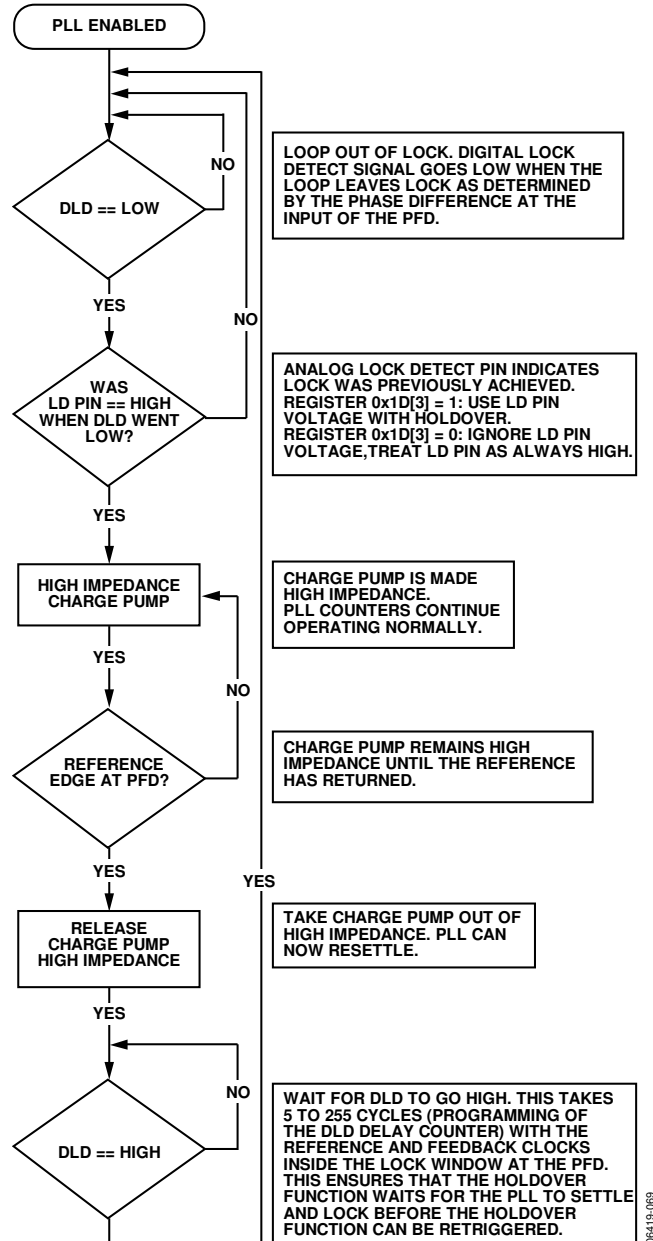 PLL ENABLED
NO
DLD == LOW
LOOP OUT OF LOCK. DIGITAL LOCK
DETECT SIGNAL GOES LOW WHEN THE
LOOP LEAVES LOCK AS DETERMINED
BY THE PHASE DIFFERENCE AT THE
INPUT OF THE PFD.
YES
NO
WAS
LD PIN == HIGH
WHEN DLD WENT
LOW?
ANALOG LOCK DETECT PIN INDICATES
LOCK WAS PREVIOUSLY ACHIEVED.
REGISTER 0x1D[3] = 1: USE LD PIN
VOLTAGE WITH HOLDOVER.
REGISTER 0x1D[3] = 0: IGNORE LD PIN
VOLTAGE,TREAT LD PIN AS ALWAYS HIGH.
YES
HIGH IMPEDANCE
CHARGE PUMP
CHARGE PUMP IS MADE
HIGH IMPEDANCE.
PLL COUNTERS CONTINUE
OPERATING NORMALLY.
YES
NO
REFERENCE
EDGE AT PFD?
CHARGE PUMP REMAINS HIGH
IMPEDANCE UNTIL THE REFERENCE
HAS RETURNED.
YES
YES
RELEASE
CHARGE PUMP
HIGH IMPEDANCE
TAKE CHARGE PUMP OUT OF
HIGH IMPEDANCE. PLL CAN
NOW RESETTLE.
YES
NO
DLD == HIGH
WAIT FOR DLD TO GO HIGH. THIS TAKES
5 TO 255 CYCLES (PROGRAMMING OF
THE DLD DELAY COUNTER) WITH THE
REFERENCE AND FEEDBACK CLOCKS
INSIDE THE LOCK WINDOW AT THE PFD.
THIS ENSURES THAT THE HOLDOVER
FUNCTION WAITS FOR THE PLL TO SETTLE
AND LOCK BEFORE THE HOLDOVER
FUNCTION CAN BE RETRIGGERED.
06419-069